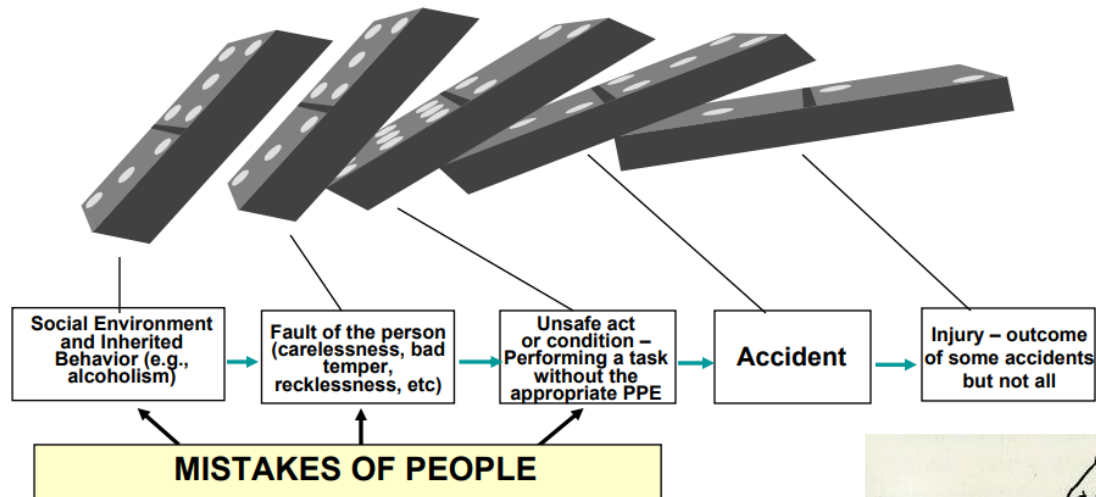 Social Environment
and Inherited
Behavior (e.g.,
alcoholism)
Fault of the person
(carelessness, bad
temper,
recklessness, etc)
Unsafe act
or condition –
Performing a task
without the
appropriate PPE
Accident
Injury – outcome
of some accidents
but not all
MISTAKES OF PEOPLE